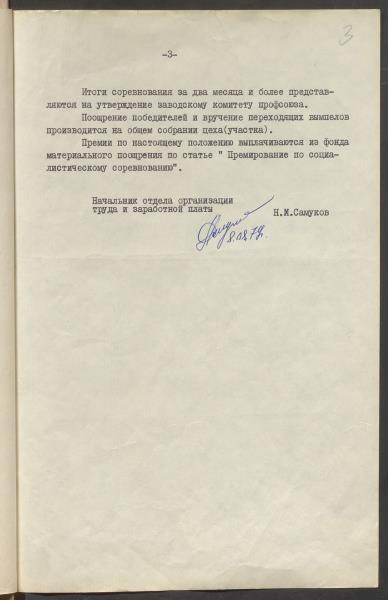 -3-
3
Итоги соревнования за два месяца и более представ-
ляются на утверждение заводскому комитету профсоюза.
Поощрение победителей и вручение переходящих вымпелов
производится на общем собрании цеха(участка).
Премии по настоящему положению выплачиваются из фонда
материального поощрения по статье " Премирование по социа-
листическому соревнованию".
Начальник отдела организации
труда и заработной платы
Н.М.Самуков